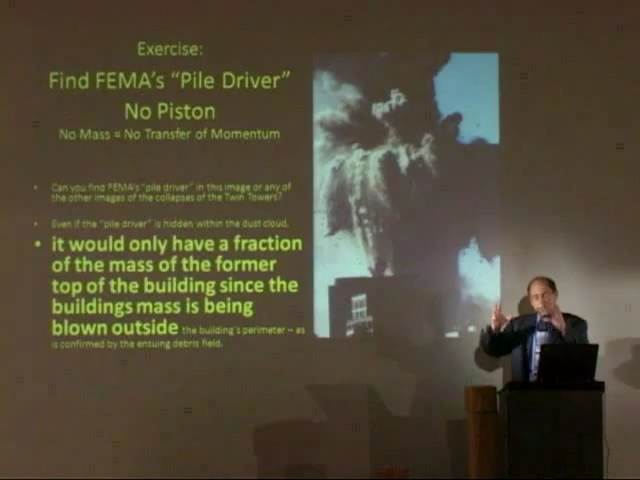 Exercise:
Find FEMA's "Pile Driver"
No Piston
No Mass = No Transfer of Momentum
• Can you find FEMA's "pile driver" in this image or any of
the other images of the collapses of the Twin Towers?
• Even if the "pile driver" is hidden within the dust cloud,
• it would only have a fraction
of the mass of the former
top of the building since the
buildings mass is being
blown outside the building's perimeter – as
is confirmed by the ensuing debris field.